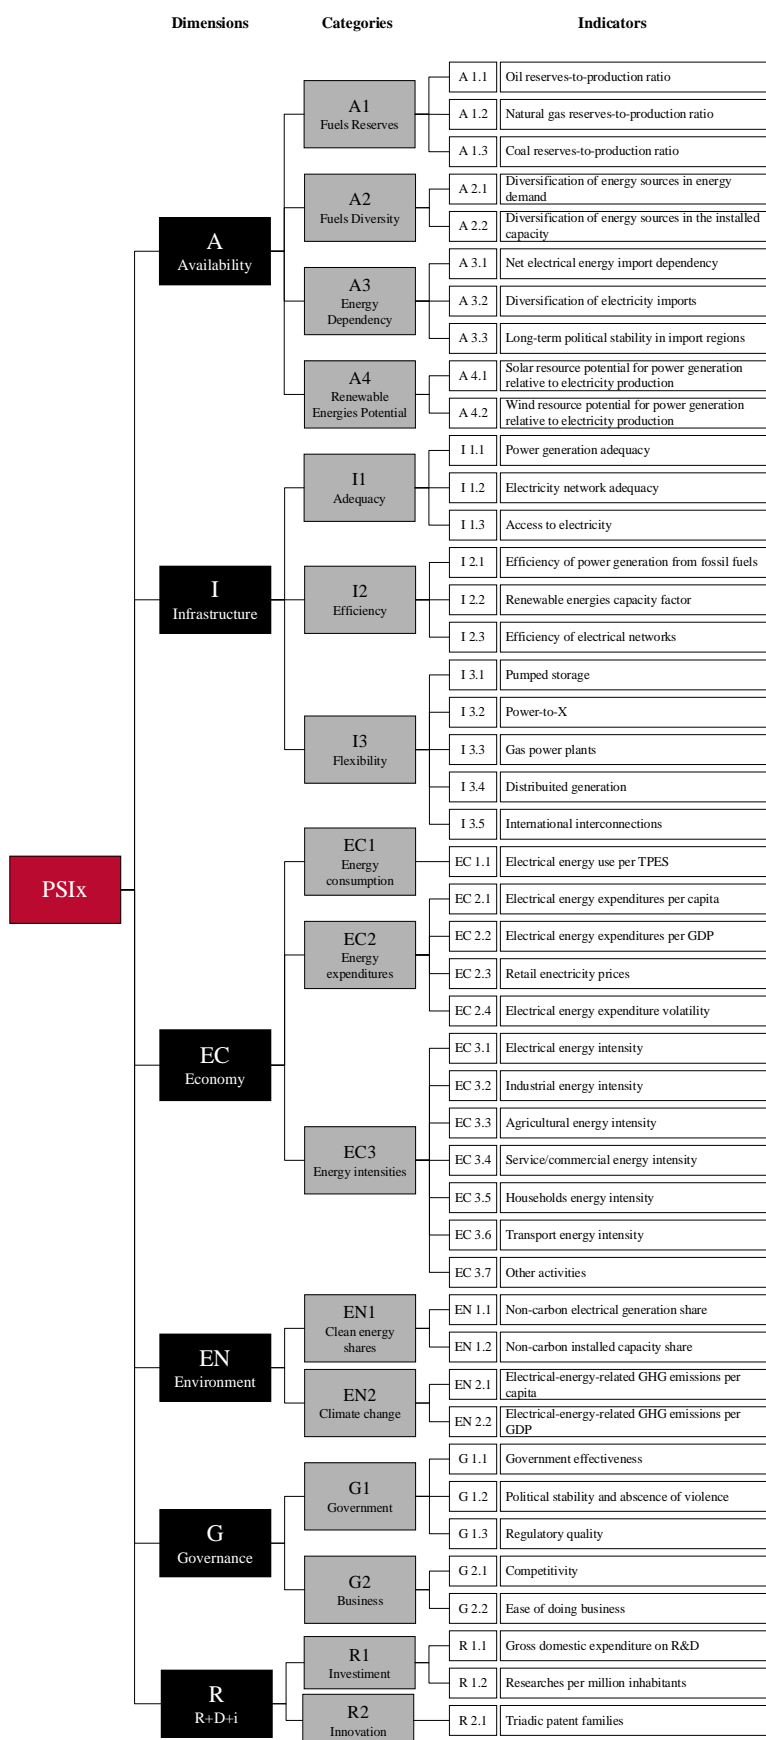 Dimensions Categories Indicators
A 1.1 Oil reserves-to-production ratio
A1
Fuels Reserves
A 1.2 Natural gas reserves-to-production ratio
A 1.3 Coal reserves-to-production ratio
A2
Fuels Diversity
A 2.1 Diversification of energy sources in energy
demand
A 2.2 Diversification of energy sources in the installed
capacity
A
Availability
A3
Energy
Dependency
A 3.1 Net electrical energy import dependency
A 3.2 Diversification of electricity imports
A 3.3 Long-term political stability in import regions
A4
Renewable
Energies Potential
A 4.1 Solar resource potential for power generation
relative to electricity production
A 4.2 Wind resource potential for power generation
relative to electricity production
I1
Adequacy
I 1.1 Power generation adequacy
I 1.2 Electricity network adequacy
I 1.3 Access to electricity
I
Infrastructure
I2
Efficiency
I 2.1 Efficiency of power generation from fossil fuels
I 2.2 Renewable energies capacity factor
I 2.3 Efficiency of electrical networks
I3
Flexibility
I 3.1 Pumped storage
I 3.2 Power-to-X
I 3.3 Gas power plants
I 3.4 Distribuited generation
I 3.5 International interconnections
PSIx
EC1
Energy
consumption
EC 1.1 Electrical energy use per TPES
EC2
Energy
expenditures
EC 2.1 Electrical energy expenditures per capita
EC 2.2 Electrical energy expenditures per GDP
EC 2.3 Retail enectricity prices
EC 2.4 Electrical energy expenditure volatility
EC
Economy
EC3
Energy intensities
EC 3.1 Electrical energy intensity
EC 3.2 Industrial energy intensity
EC 3.3 Agricultural energy intensity
EC 3.4 Service/commercial energy intensity
EC 3.5 Households energy intensity
EC 3.6 Transport energy intensity
EC 3.7 Other activities
EN
Environment
EN1
Clean energy
shares
EN 1.1 Non-carbon electrical generation share
EN 1.2 Non-carbon installed capacity share
EN2
Climate change
EN 2.1 Electrical-energy-related GHG emissions per
capita
EN 2.2 Electrical-energy-related GHG emissions per
GDP
G
Governance
G1
Government
G 1.1 Government effectiveness
G 1.2 Political stability and abscence of violence
G 1.3 Regulatory quality
G2
Business
G 2.1 Competitivity
G 2.2 Ease of doing business
R
R+D+i
R1
Investiment
R 1.1 Gross domestic expenditure on R&D
R 1.2 Researches per million inhabitants
R2
Innovation
R 2.1 Triadic patent families